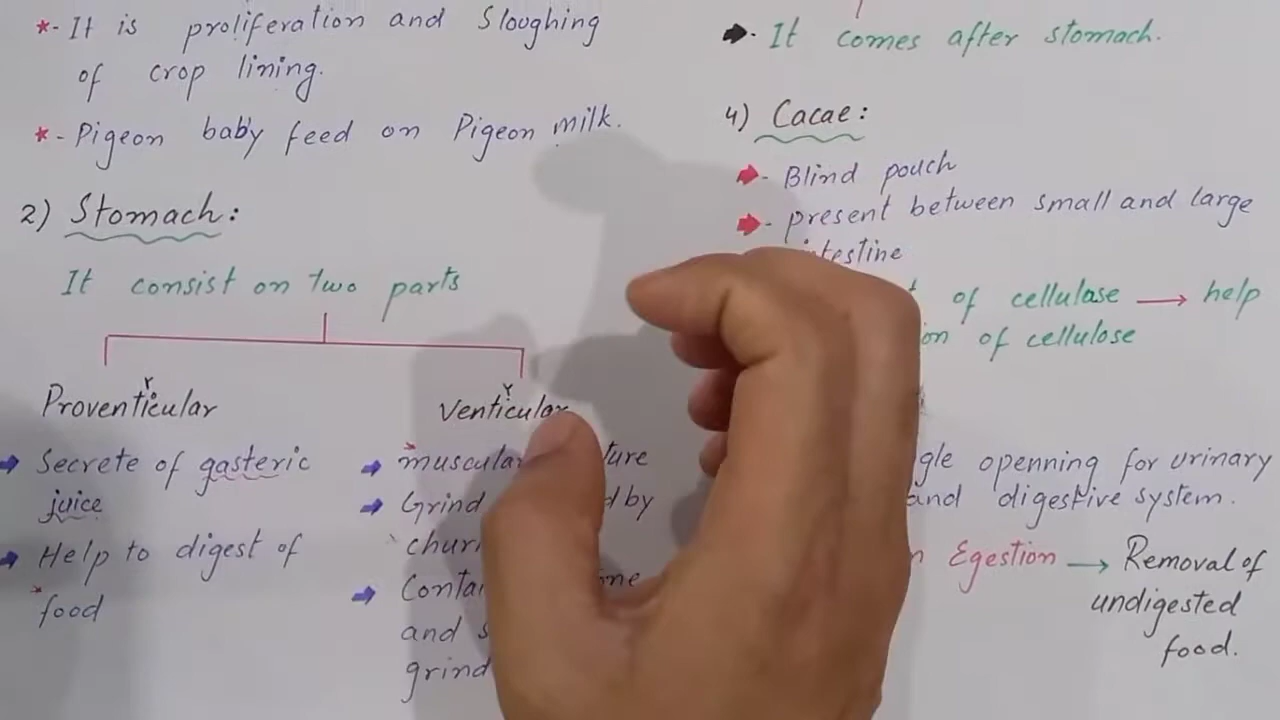 *- It is proliferation and Sloughing
of crop lining.
*- Pigeon baby feed on Pigeon milk.
2) Stomach:
It consist on two parts
Proventicular
r
→ Secrete of gasteric
juice
→ Help to digest of
food
Venticular
r
→ muscular
→ Grind by
and
grind
→ It comes after stomach.
4) Cacae:
→ Blind pouch
→ present between small and large
intestine
of cellulase → help
of cellulose
openning for urinary
and digestive system.
Egestion → Removal of
undigested
food.